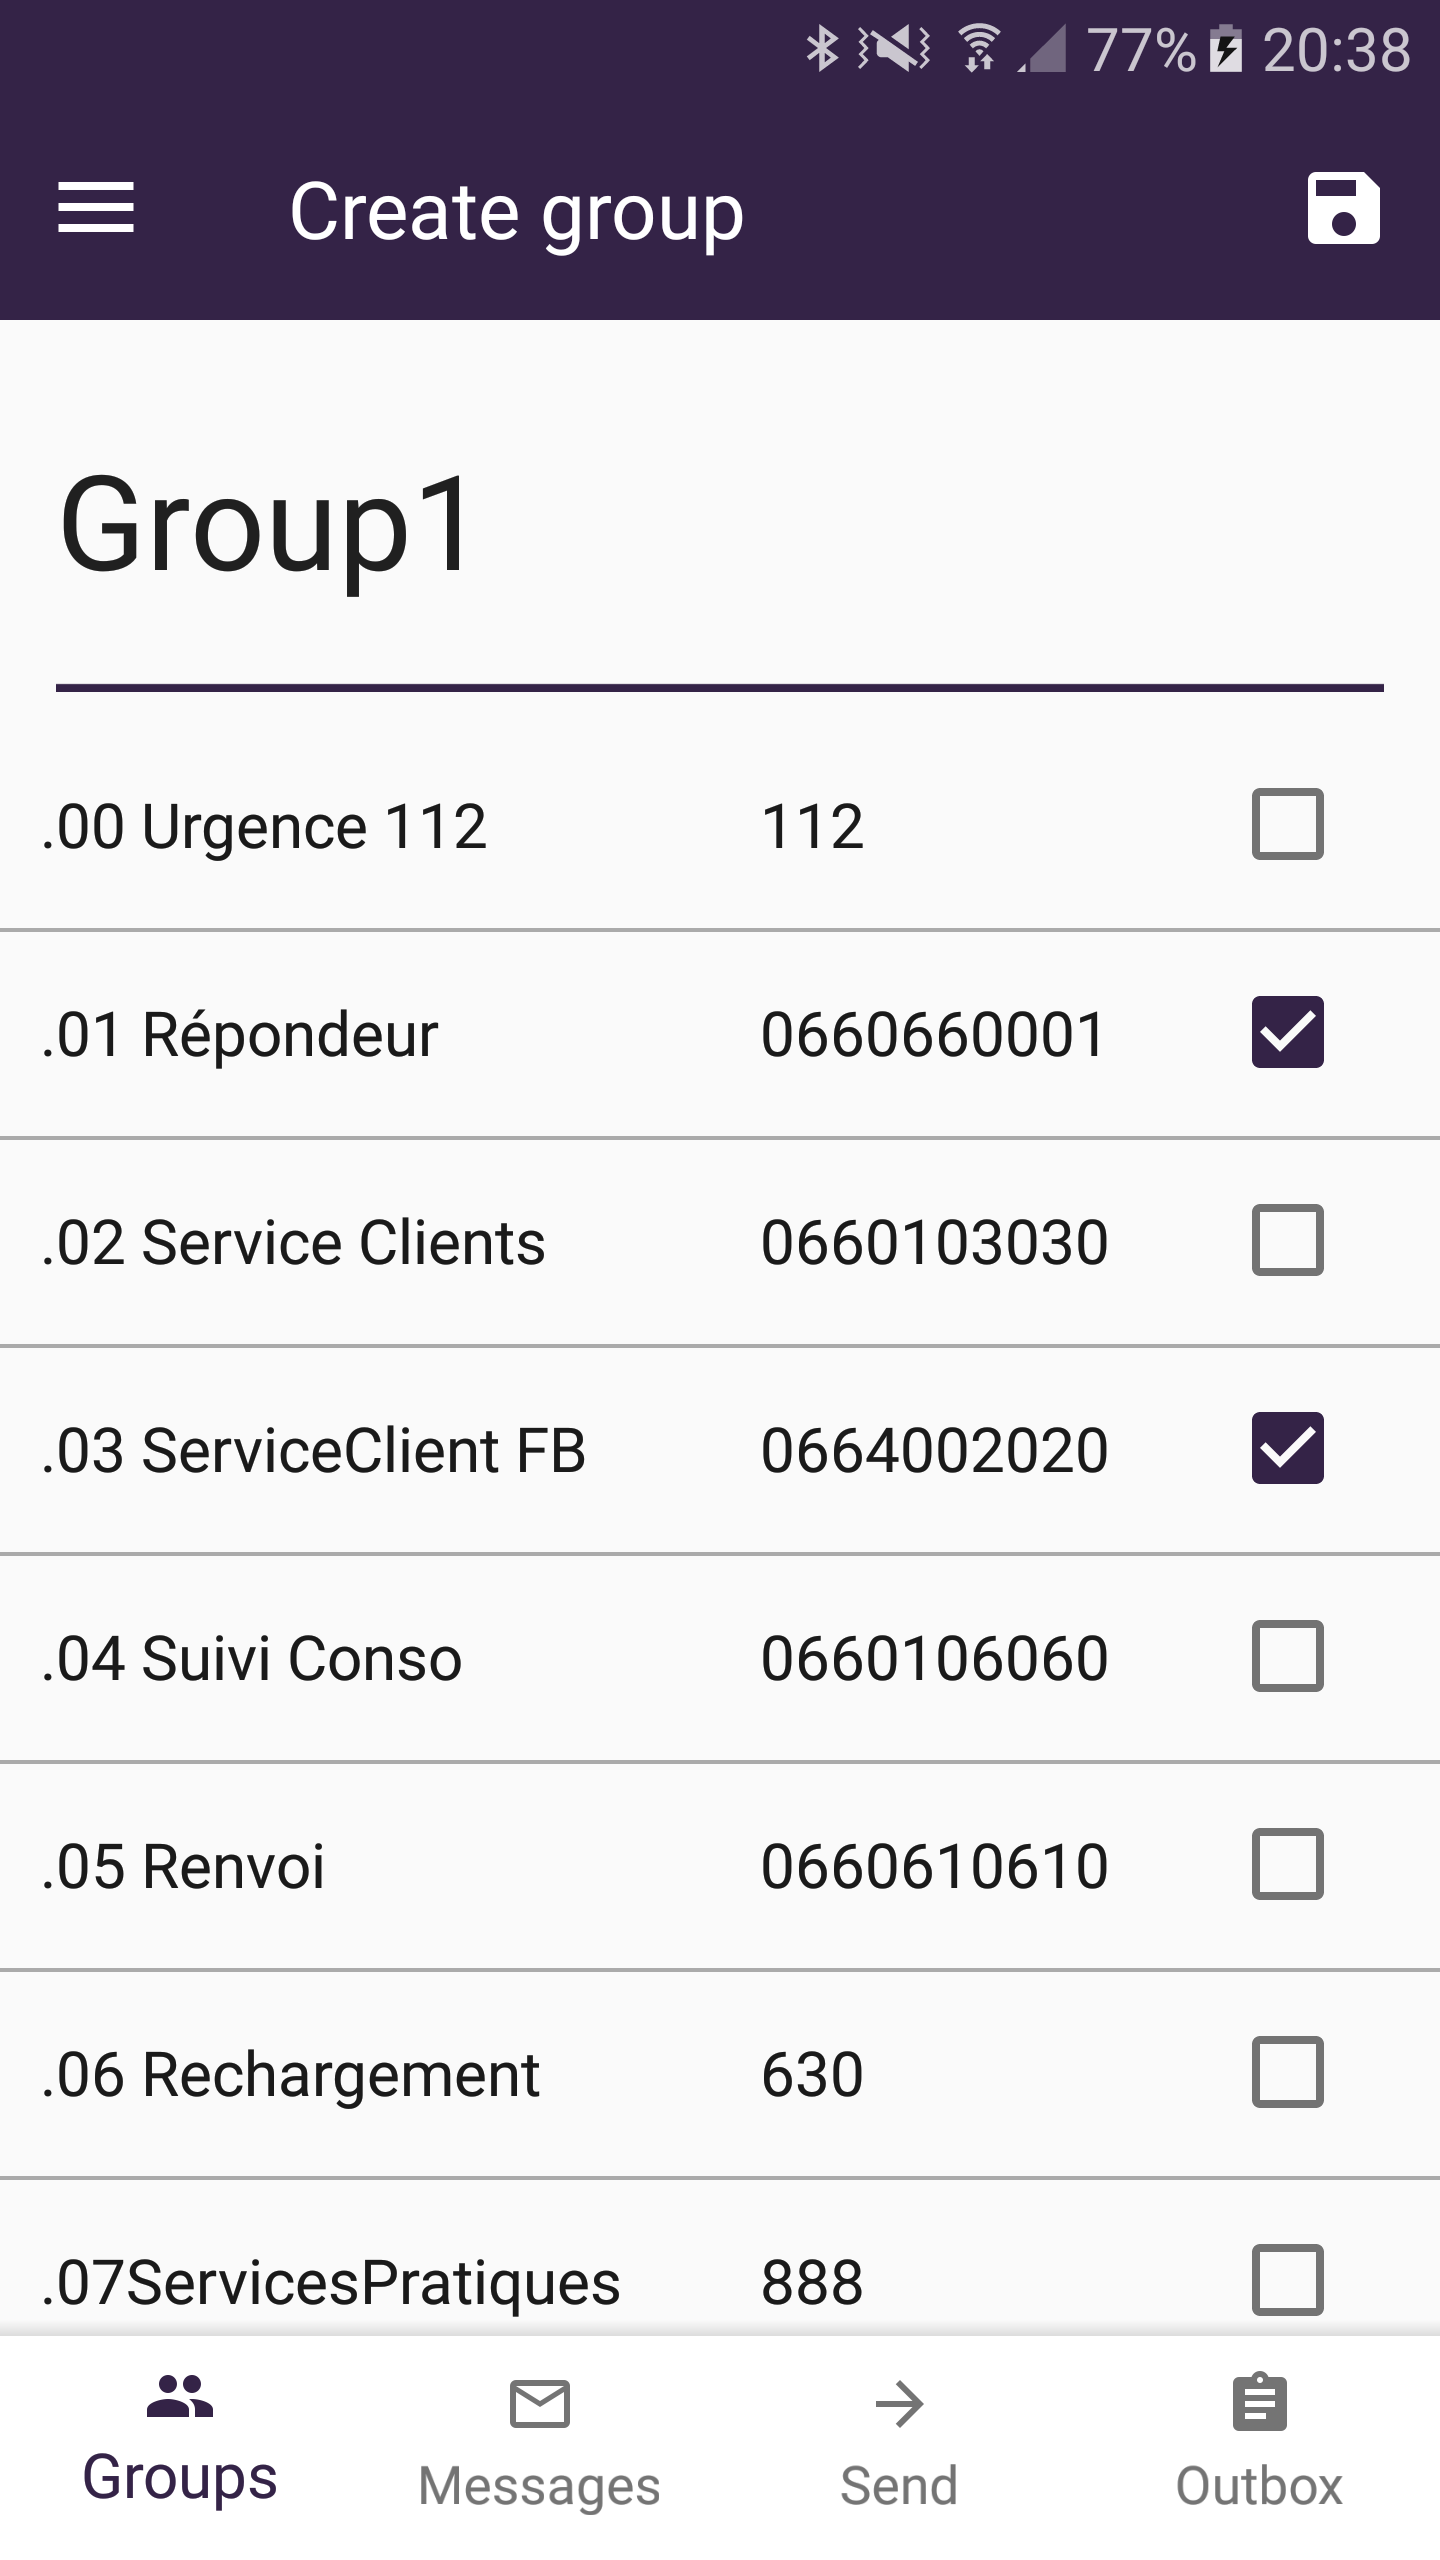 77% 20:38
Create group
Group1
.00 Urgence 112 112
.01 Répondeur 0660660001
.02 Service Clients 0660103030
.03 ServiceClient FB 0664002020
.04 Suivi Conso 0660106060
.05 Renvoi 0660610610
.06 Rechargement 630
.07ServicesPratiques 888
Groups Messages Send Outbox